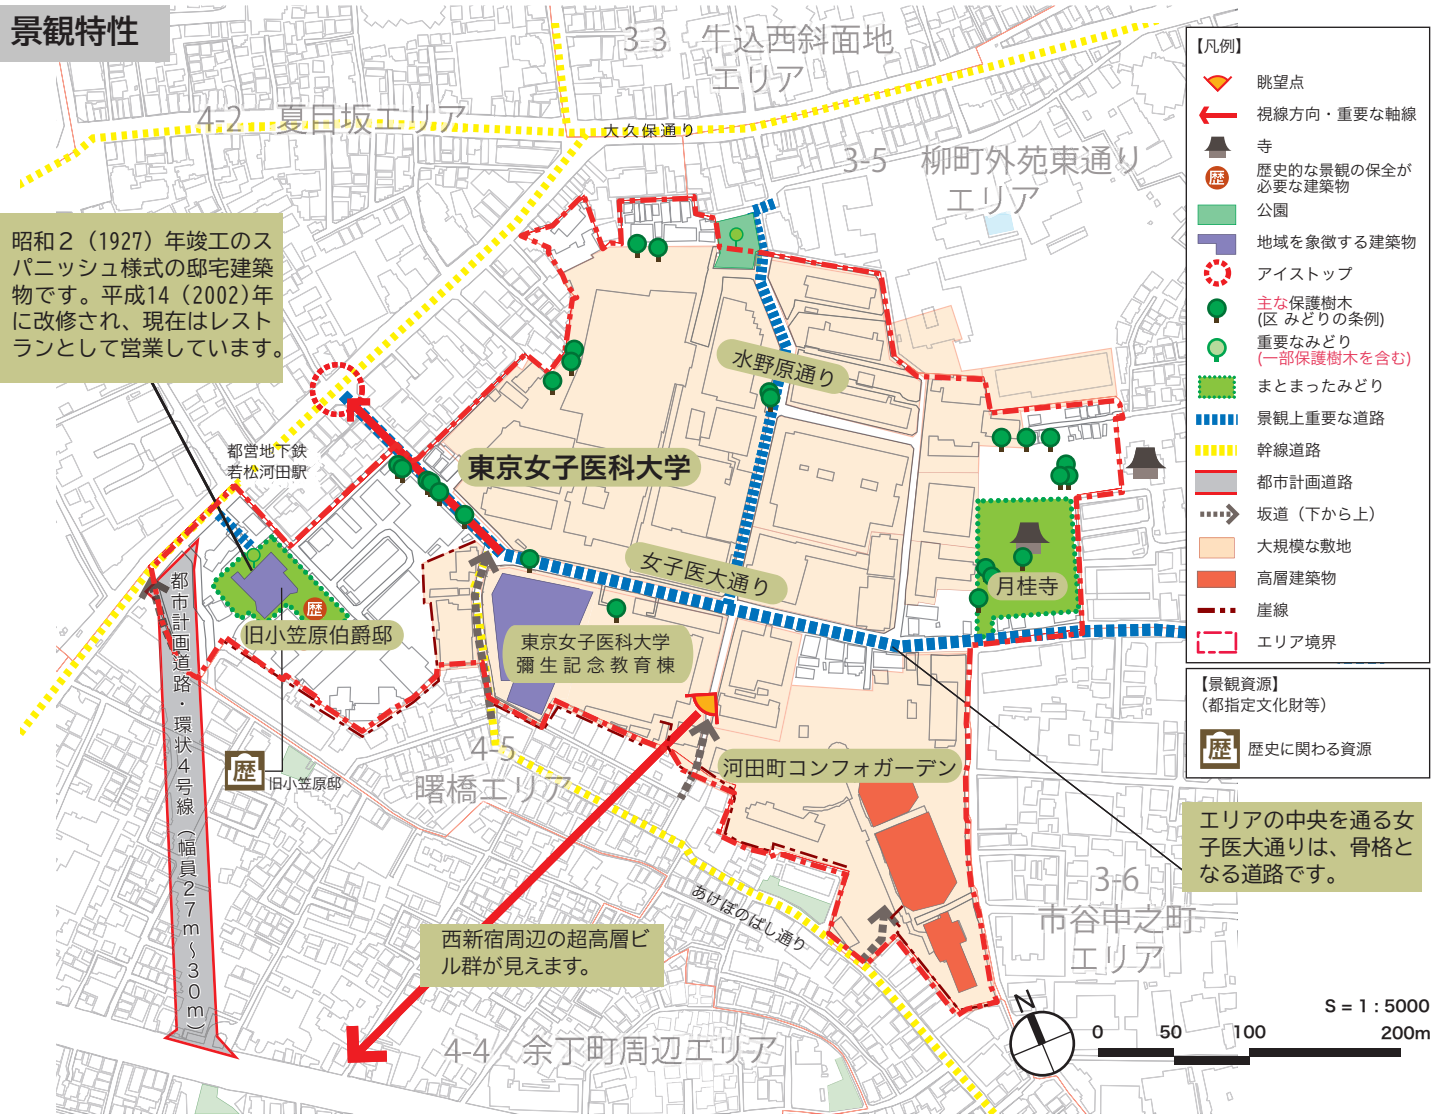 景観特性
3-3 牛込西斜面地
エリア
4-2 夏目坂エリア
大久保通り
3-5 柳町外苑東通り
エリア
昭和２（1927）年竣工のス
パニッシュ様式の邸宅建築
物です。平成14（2002）年
に改修され、現在はレスト
ランとして営業しています。
水野原通り
都営地下鉄
若松河田駅
東京女子医科大学
女子医大通り
月桂寺
都市計画道路・環状４号線（幅員２７ｍ～３０ｍ）
歴
旧小笠原伯爵邸
東京女子医科大学
彌生記念教育棟
4-5
曙橋エリア
歴
旧小笠原邸
河田町コンフォガーデン
あけぼのばし通り
エリアの中央を通る女
子医大通りは、骨格と
なる道路です。
3-6
市谷中之町
エリア
西新宿周辺の超高層ビ
ル群が見えます。
4-4 余丁町周辺エリア
【凡例】
眺望点
視線方向・重要な軸線
寺
歴
歴史的な景観の保全が
必要な建築物
公園
地域を象徴する建築物
アイストップ
主な保護樹木
(区 みどりの条例)
重要なみどり
(一部保護樹木を含む)
まとまったみどり
景観上重要な道路
幹線道路
都市計画道路
坂道（下から上）
大規模な敷地
高層建築物
崖線
エリア境界
【景観資源】
（都指定文化財等）
歴
歴史に関わる資源
N
S = 1 : 5000
0 50 100 200m